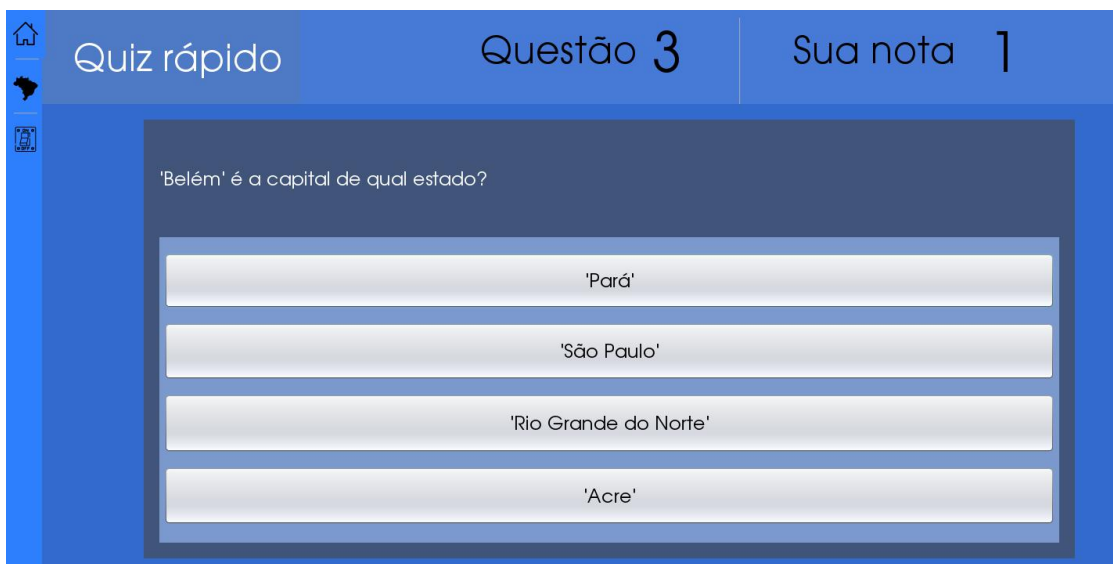 Quiz rápido
Questão 3
Sua nota 1
'Belém' é a capital de qual estado?
'Pará'
'São Paulo'
'Rio Grande do Norte'
'Acre'